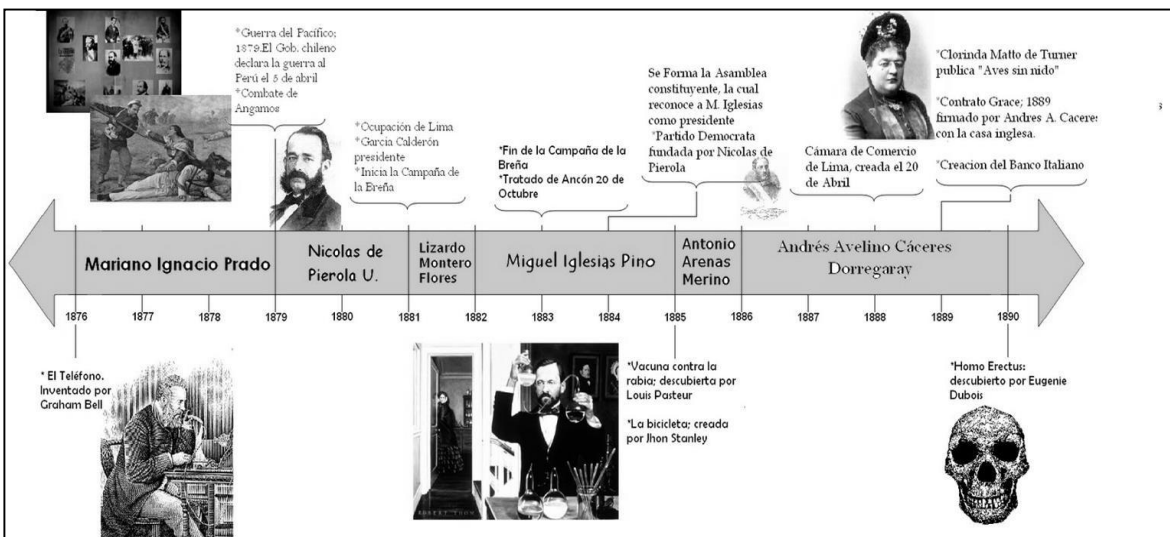 *Guerra del Pacífico;
1879.El Gob. chileno
declara la guerra al
Perú el 5 de abril
*Combate de
Angamos
*Ocupación de Lima
*Garcia Calderón
presidente
*Inicia la Campaña de
la Breña
*Fin de la Campaña de la
Breña
*Tratado de Ancón 20 de
Octubre
Se Forma la Asamblea
constituyente, la cual
reconoce a M. Iglesias
como presidente
*Partido Democrata
fundada por Nicolas de
Pierola
Cámara de Comercio
de Lima, creada el 20
de Abril
*Clorinda Matto de Turner
publica "Aves sin nido"
*Contrato Grace; 1889
firmado por Andres A. Cacere
con la casa inglesa.
*Creacion del Banco Italiano
s
Mariano Ignacio Prado
Nicolas de
Pierola U.
Lizardo
Montero
Flores
Miguel Iglesias Pino
Antonio
Arenas
Merino
Andrés Avelino Cáceres
Dorregaray
1876 1877 1878 1879 1880 1881 1882 1883 1884 1885 1886 1887 1888 1889 1890
* El Teléfono.
Inventado por
Graham Bell
*Vacuna contra la
rabia; descubierta por
Louis Pasteur
*La bicicleta; creada
por Jhon Stanley
*Homo Erectus:
descubierto por Eugenie
Dubois
ROBERT THOM